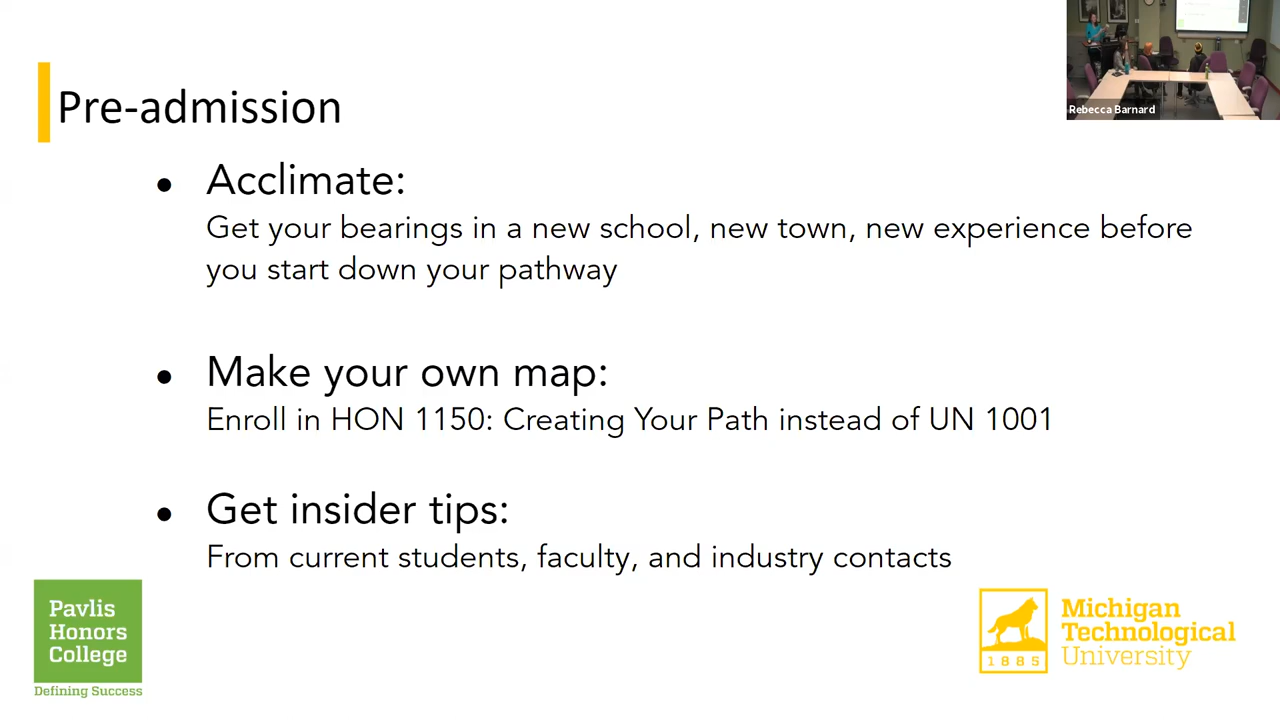 Rebecca Barnard
Pre-admission
● Acclimate:
Get your bearings in a new school, new town, new experience before
you start down your pathway
● Make your own map:
Enroll in HON 1150: Creating Your Path instead of UN 1001
● Get insider tips:
From current students, faculty, and industry contacts
Pavlis
Honors
College
Defining Success
1885
Michigan
Technological
University